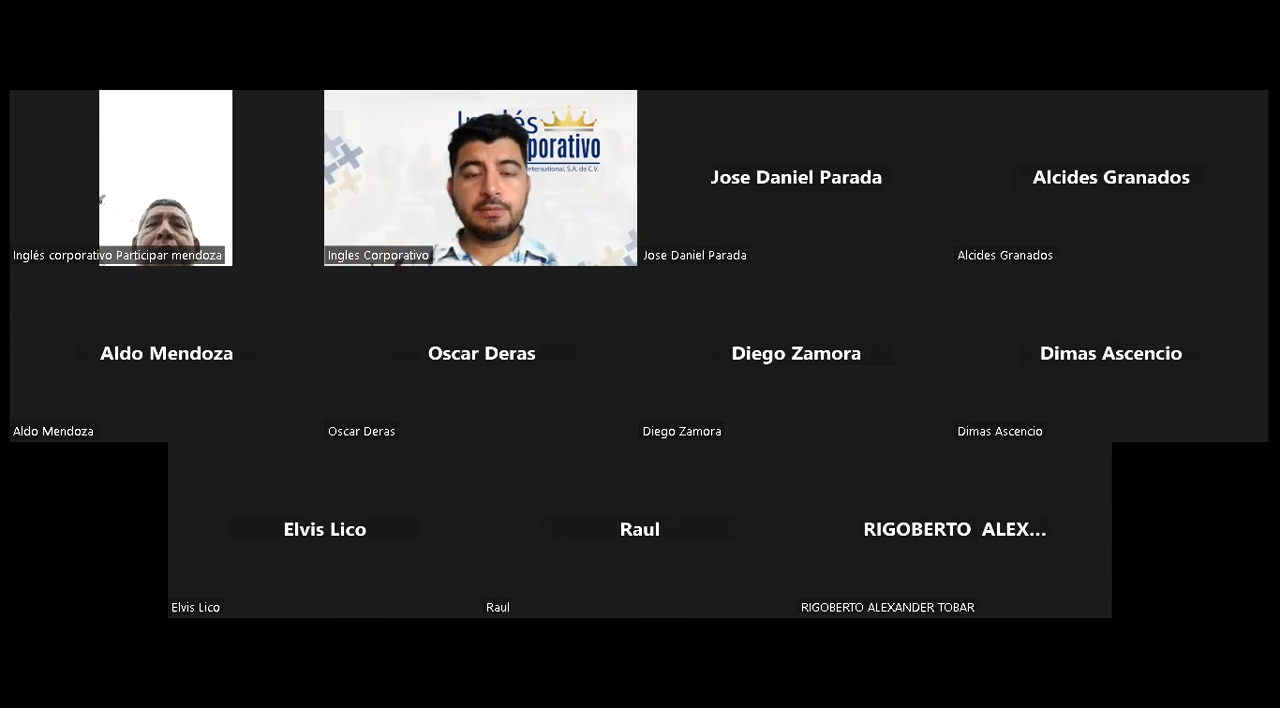 Inglés
porativo
International, S.A. de C.V.
Inglés corporativo Participar mendoza
Ingles Corporativo
Jose Daniel Parada
Jose Daniel Parada
Alcides Granados
Alcides Granados
Aldo Mendoza
Aldo Mendoza
Oscar Deras
Oscar Deras
Diego Zamora
Diego Zamora
Dimas Ascencio
Dimas Ascencio
Elvis Lico
Elvis Lico
Raul
Raul
RIGOBERTO ALEX...
RIGOBERTO ALEXANDER TOBAR